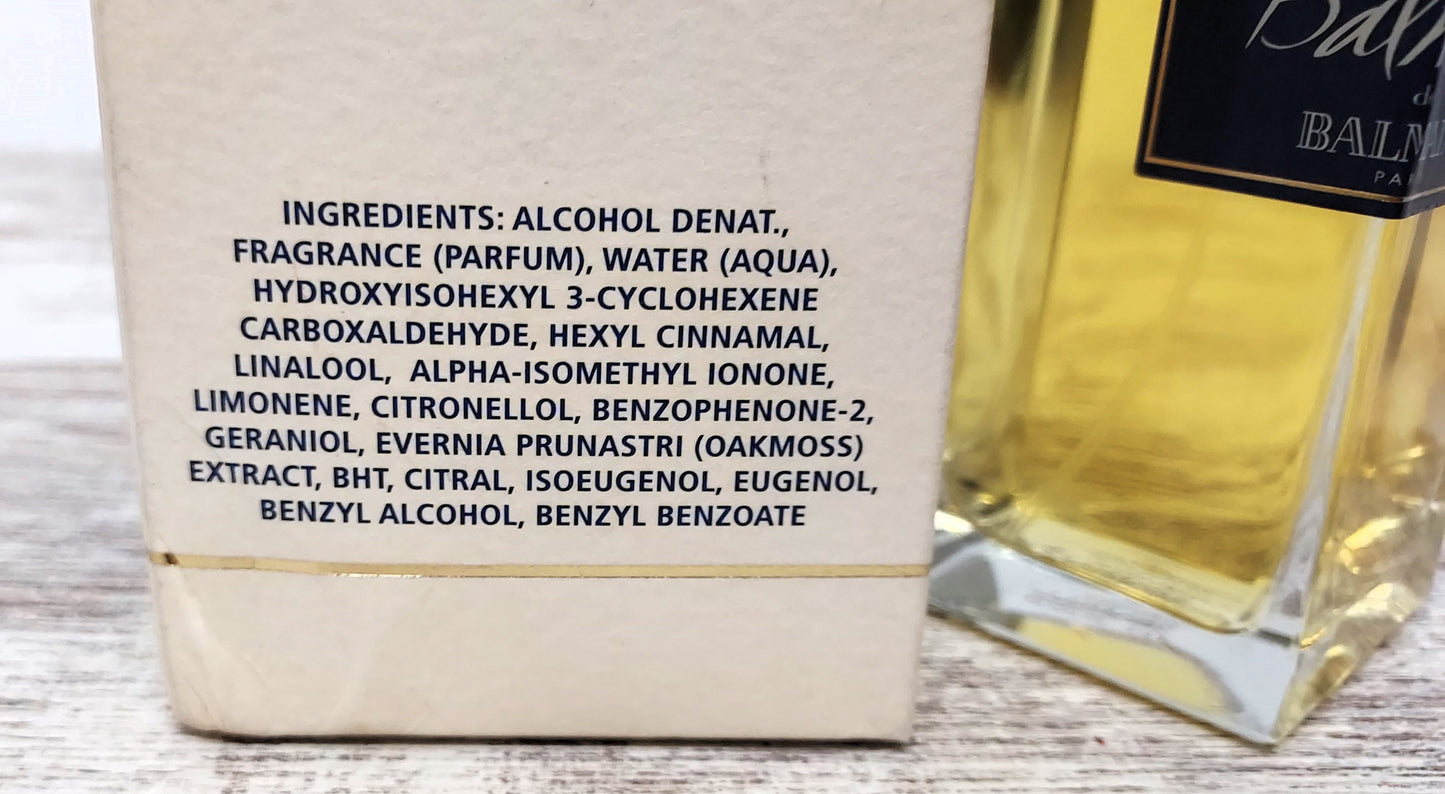 INGREDIENTS: ALCOHOL DENAT.,
FRAGRANCE (PARFUM), WATER (AQUA),
HYDROXYISOHEXYL 3-CYCLOHEXENE
CARBOXALDEHYDE, HEXYL CINNAMAL,
LINALOOL, ALPHA-ISOMETHYL IONONE,
LIMONENE, CITRONELLOL, BENZOPHENONE-2,
GERANIOL, EVERNIA PRUNASTRI (OAKMOSS)
EXTRACT, BHT, CITRAL, ISOEUGENOL, EUGENOL,
BENZYL ALCOHOL, BENZYL BENZOATE